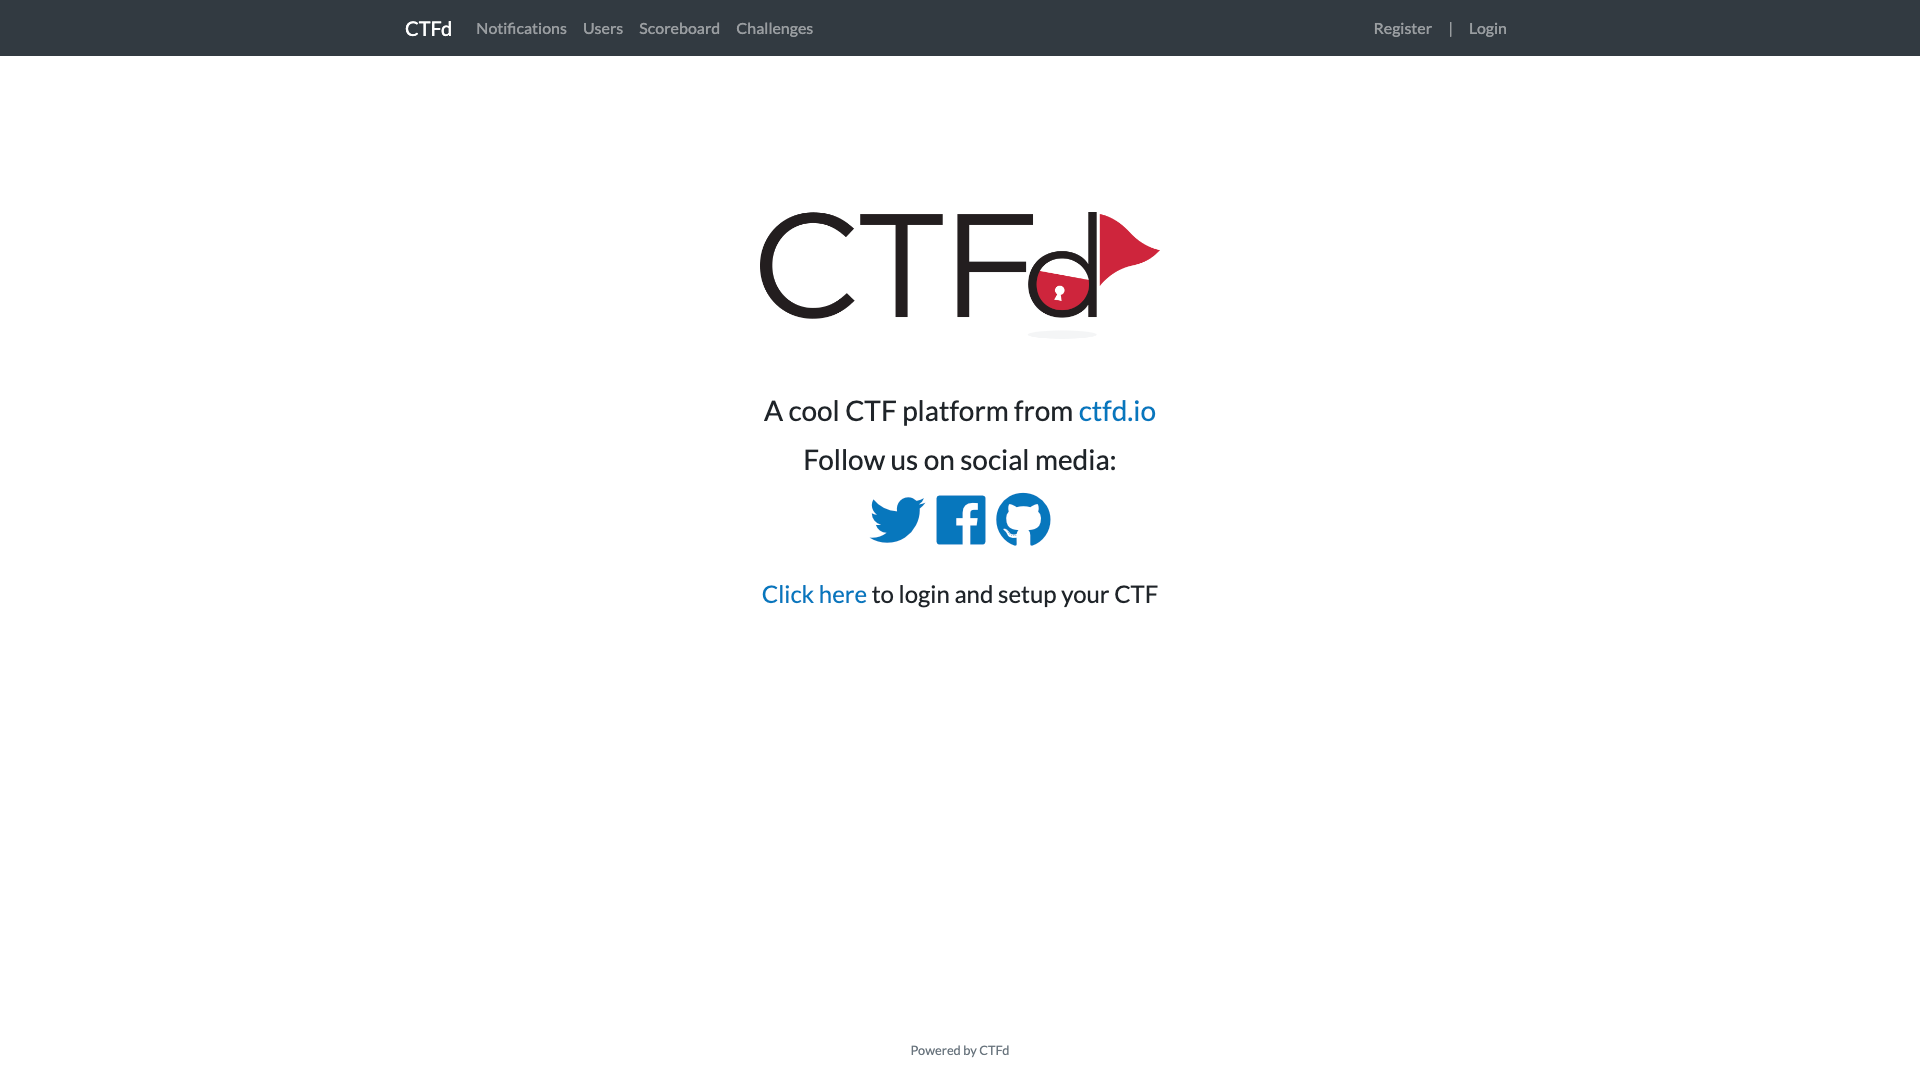 CTFd Notifications Users Scoreboard Challenges Register | Login
CTFd
A cool CTF platform from ctfd.io
Follow us on social media:
Click here to login and setup your CTF
Powered by CTFd